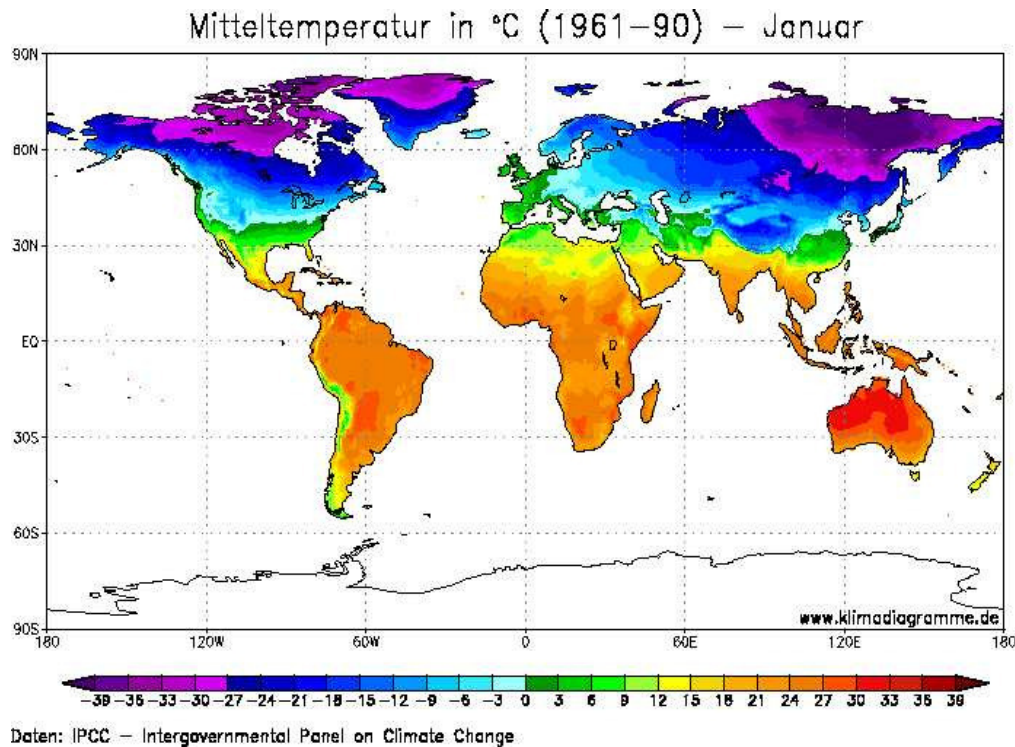 Mitteltemperatur in °C (1961-90) - Januar
90N
60N
30N
EQ
30S
60S
90S
180 120W 60W 0 60E 120E 180
www.klimadiagramme.de
-39 -35 -33 -30 -27 -24 -21 -18 -15 -12 -9 -6 -3 0 3 6 9 12 15 18 21 24 27 30 33 36 39
Daten: IPCC - Intergovernmental Panel on Climate Change